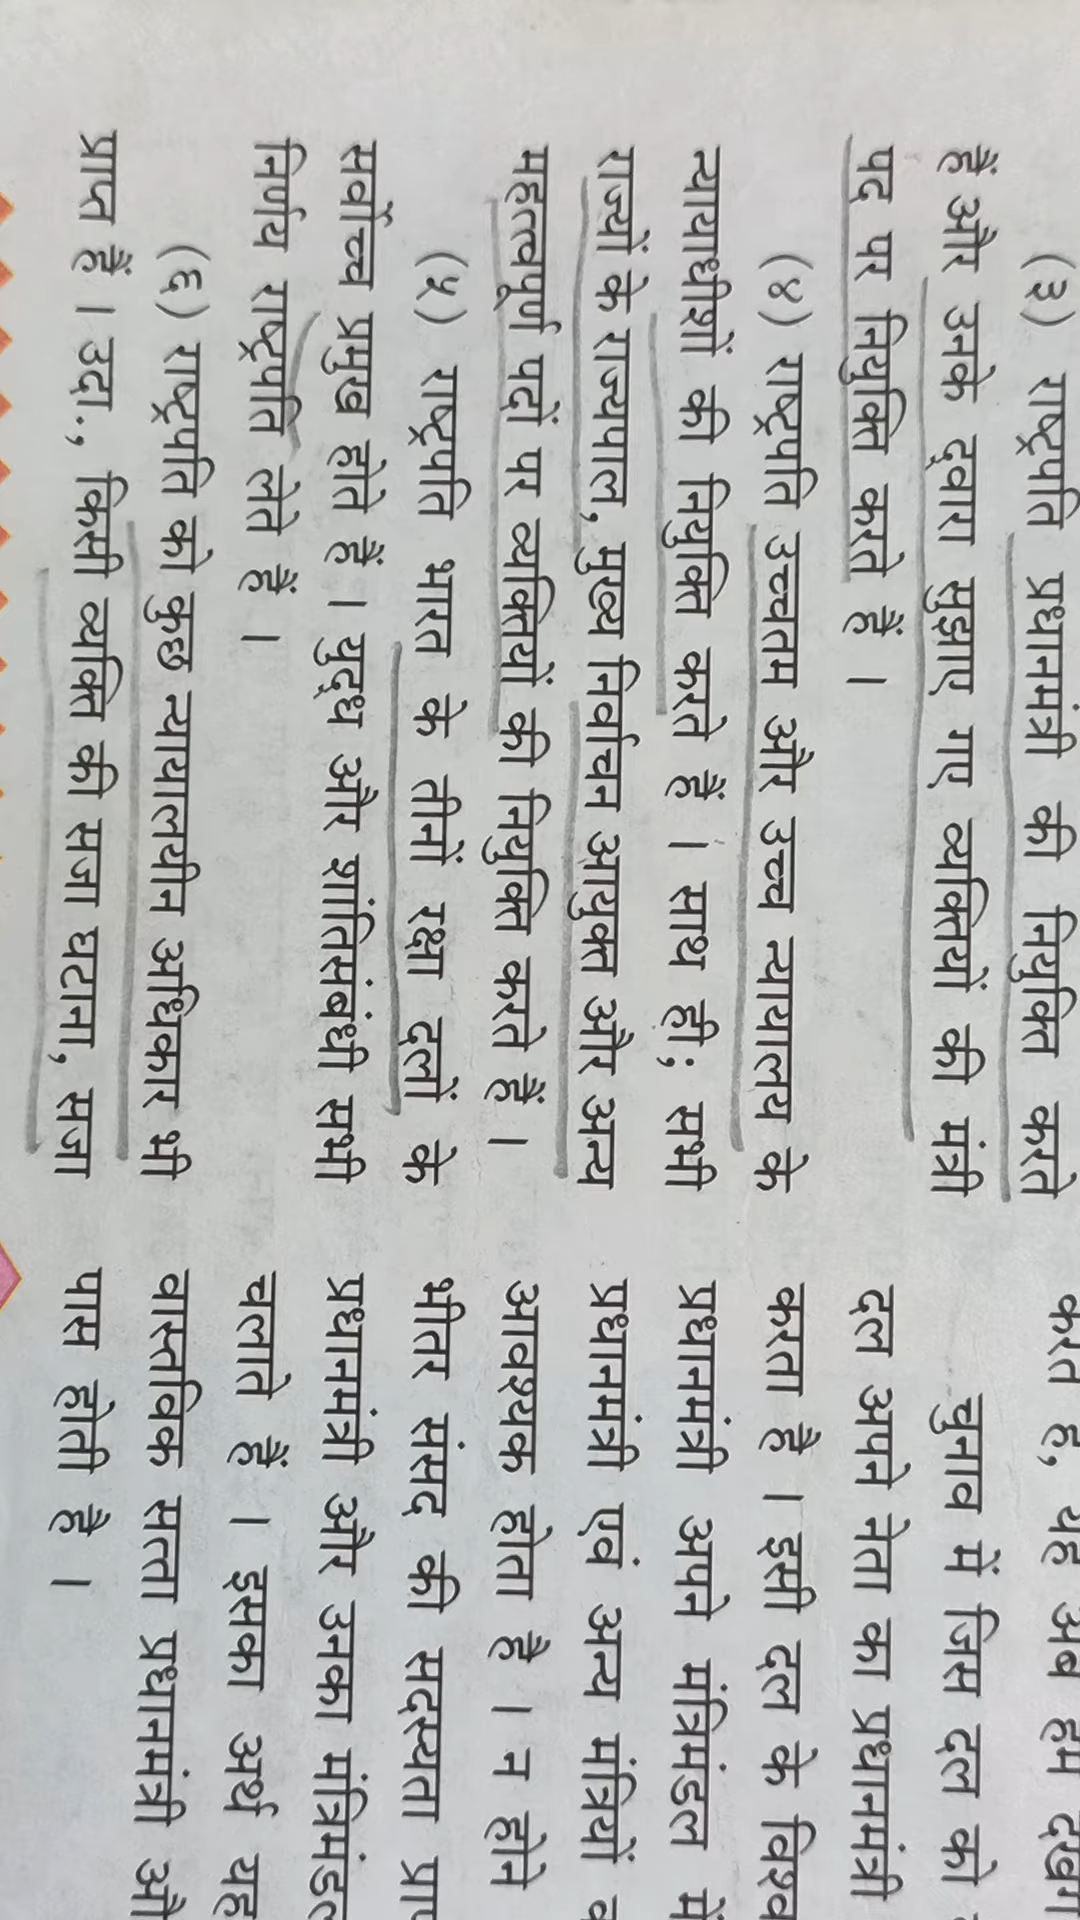 (३) राष्ट्रपति प्रधानमंत्री की नियुक्ति करते
हैं और उनके द्वारा सुझाए गए व्यक्तियों की मंत्री
पद पर नियुक्ति करते हैं ।
(४) राष्ट्रपति उच्चतम और उच्च न्यायालय के
न्यायाधीशों की नियुक्ति करते हैं । साथ ही; सभी
राज्यों के राज्यपाल, मुख्य निर्वाचन आयुक्त और अन्य
महत्त्वपूर्ण पदों पर व्यक्तियों की नियुक्ति करते हैं ।
(५) राष्ट्रपति भारत के तीनों रक्षा दलों के
सर्वोच्च प्रमुख होते हैं । युद्ध और शांतिसंबंधी सभी
निर्णय राष्ट्रपति लेते हैं ।
(६) राष्ट्रपति को कुछ न्यायालयीन अधिकार भी
प्राप्त हैं । उदा., किसी व्यक्ति की सजा घटाना, सजा
यह अब हम
चुनाव में जिस दल को
दल अपने नेता का प्रधानमंत्री
करता है । इसी दल के
प्रधानमंत्री अपने मंत्रिमंडल में
प्रधानमंत्री एवं अन्य मंत्रियों
आवश्यक होता है । न होने
भीतर संसद की सदस्यता
प्रधानमंत्री और उनका
चलाते हैं । इसका अर्थ यह
वास्तविक सत्ता प्रधानमंत्री
पास होती है ।